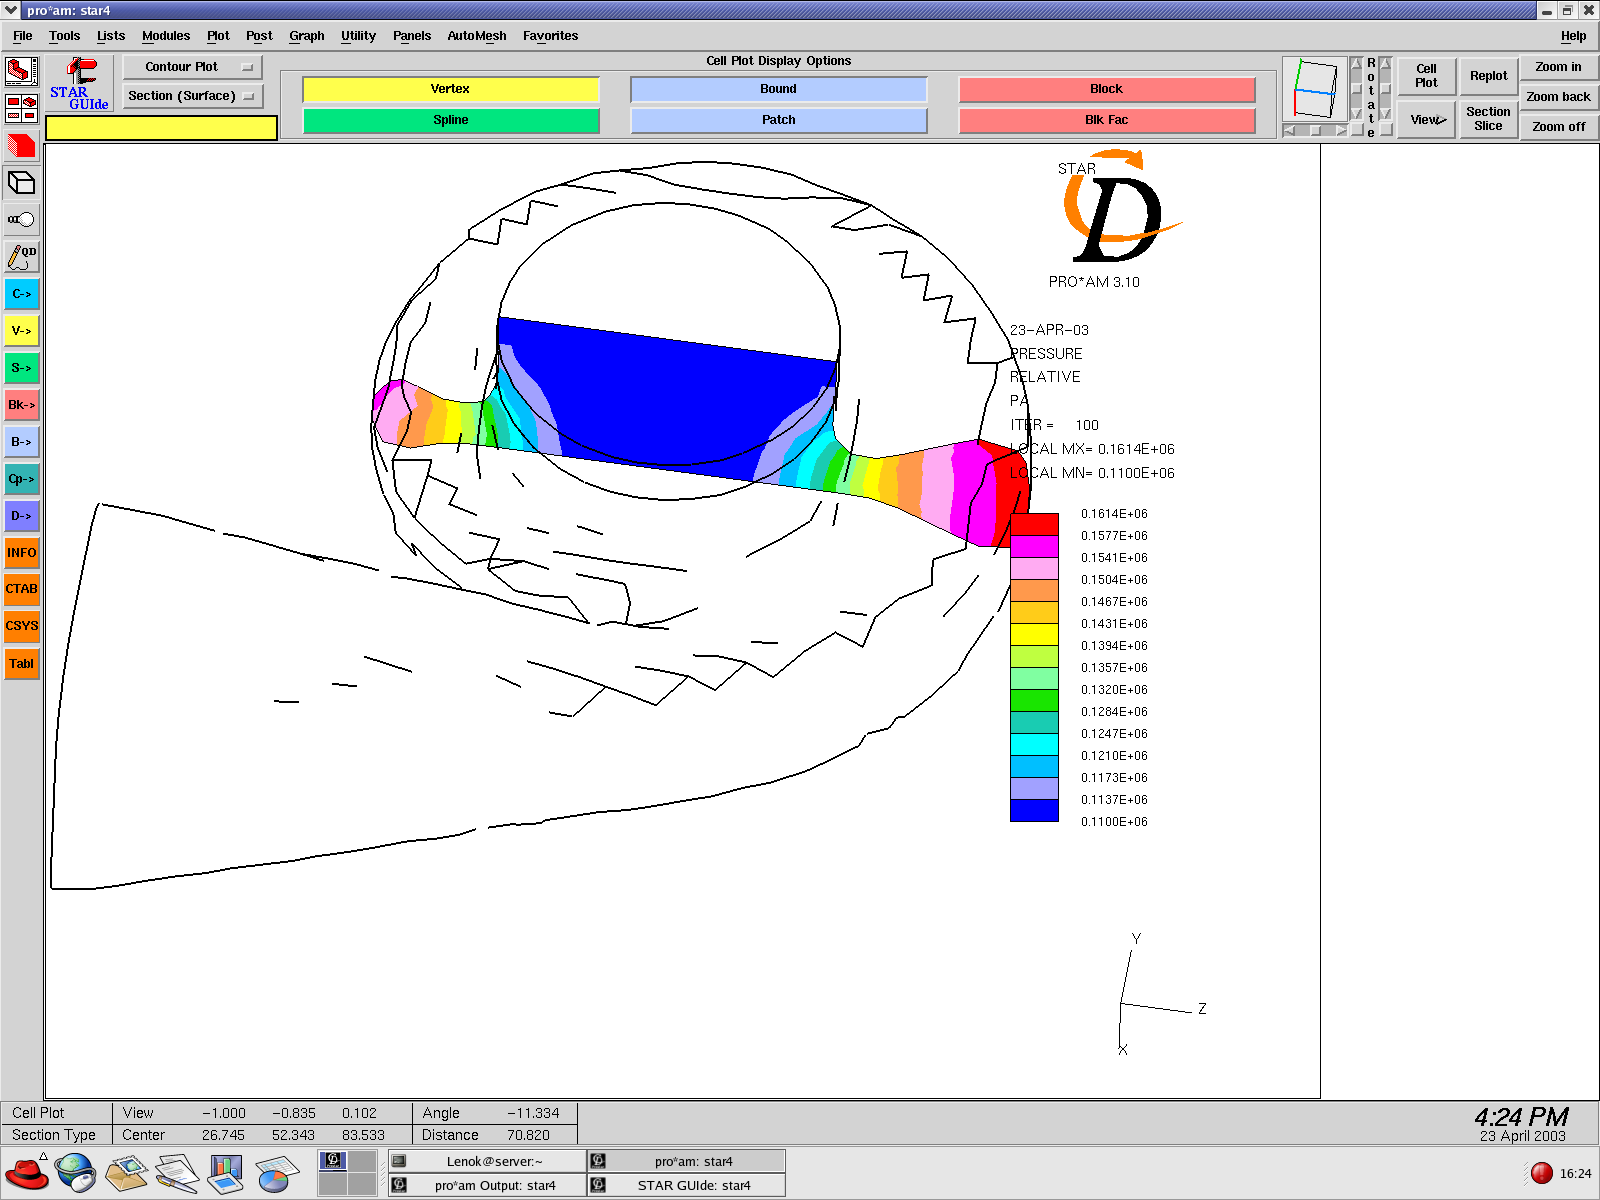 pro*am: star4
File Tools Lists Modules Plot Post Graph Utility Panels AutoMesh Favorites Help
STAR
GUIde
Contour Plot
Section (Surface)
Cell Plot Display Options
Vertex Bound Block
Spline Patch Blk Fac
Rotate
Cell Plot
Replot
Zoom in
Zoom back
View>
Section Slice
Zoom off
QD
C->
V->
S->
Bk->
B->
Cp->
D->
INFO
CTAB
CSYS
Tabl
STAR
D
PRO*AM 3.10
23-APR-03
PRESSURE
RELATIVE
PA
ITER = 100
LOCAL MX= 0.1614E+06
LOCAL MN= 0.1100E+06
0.1614E+06
0.1577E+06
0.1541E+06
0.1504E+06
0.1467E+06
0.1431E+06
0.1394E+06
0.1357E+06
0.1320E+06
0.1284E+06
0.1247E+06
0.1210E+06
0.1173E+06
0.1137E+06
0.1100E+06
Y
Z
X
Cell Plot View -1.000 -0.835 0.102 Angle -11.334
Section Type Center 26.745 52.343 83.533 Distance 70.820
4:24 PM
23 April 2003
Lenok@server:~
pro*am: star4
pro*am Output: star4
STAR GUIde: star4
16:24